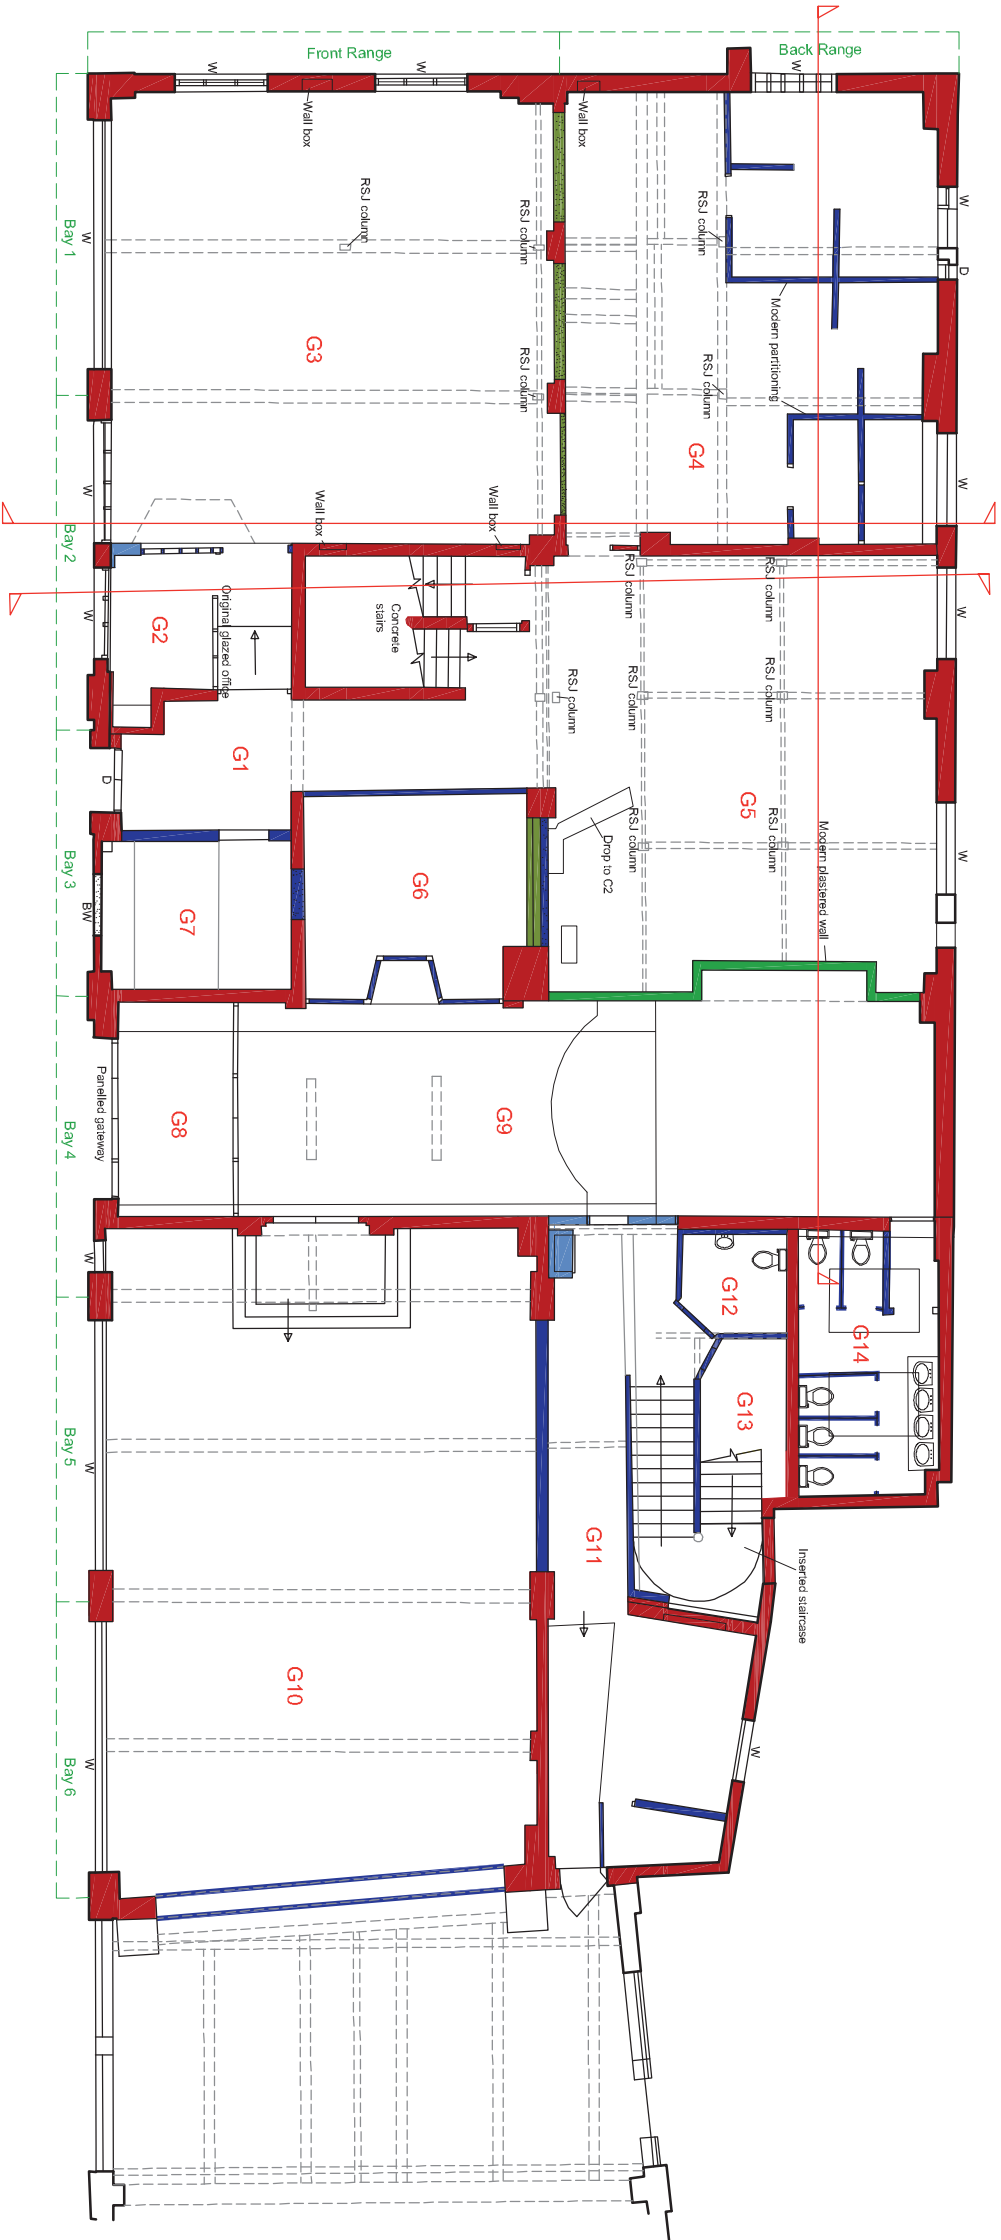 Front Range
Back Range
W
W
W
Wall box
Wall box
RSJ column
RSJ column
RSJ column
W
D
Bay 1
W
G3
Modern partitioning
RSJ column
RSJ column
G4
W
W
Wall box
Wall box
Bay 2
RSJ column
RSJ column
W
G2
Original glazed office
Concrete
stairs
W
RSJ column
RSJ column
RSJ column
G1
D
G5
RSJ column
RSJ column
Modern plastered wall
W
Drop to C2
Bay 3
BW
G7
G6
Panelled gateway
Bay 4
G8
G9
W
G12
G14
G13
Bay 5
W
G11
Inserted staircase
G10
W
W
Bay 6